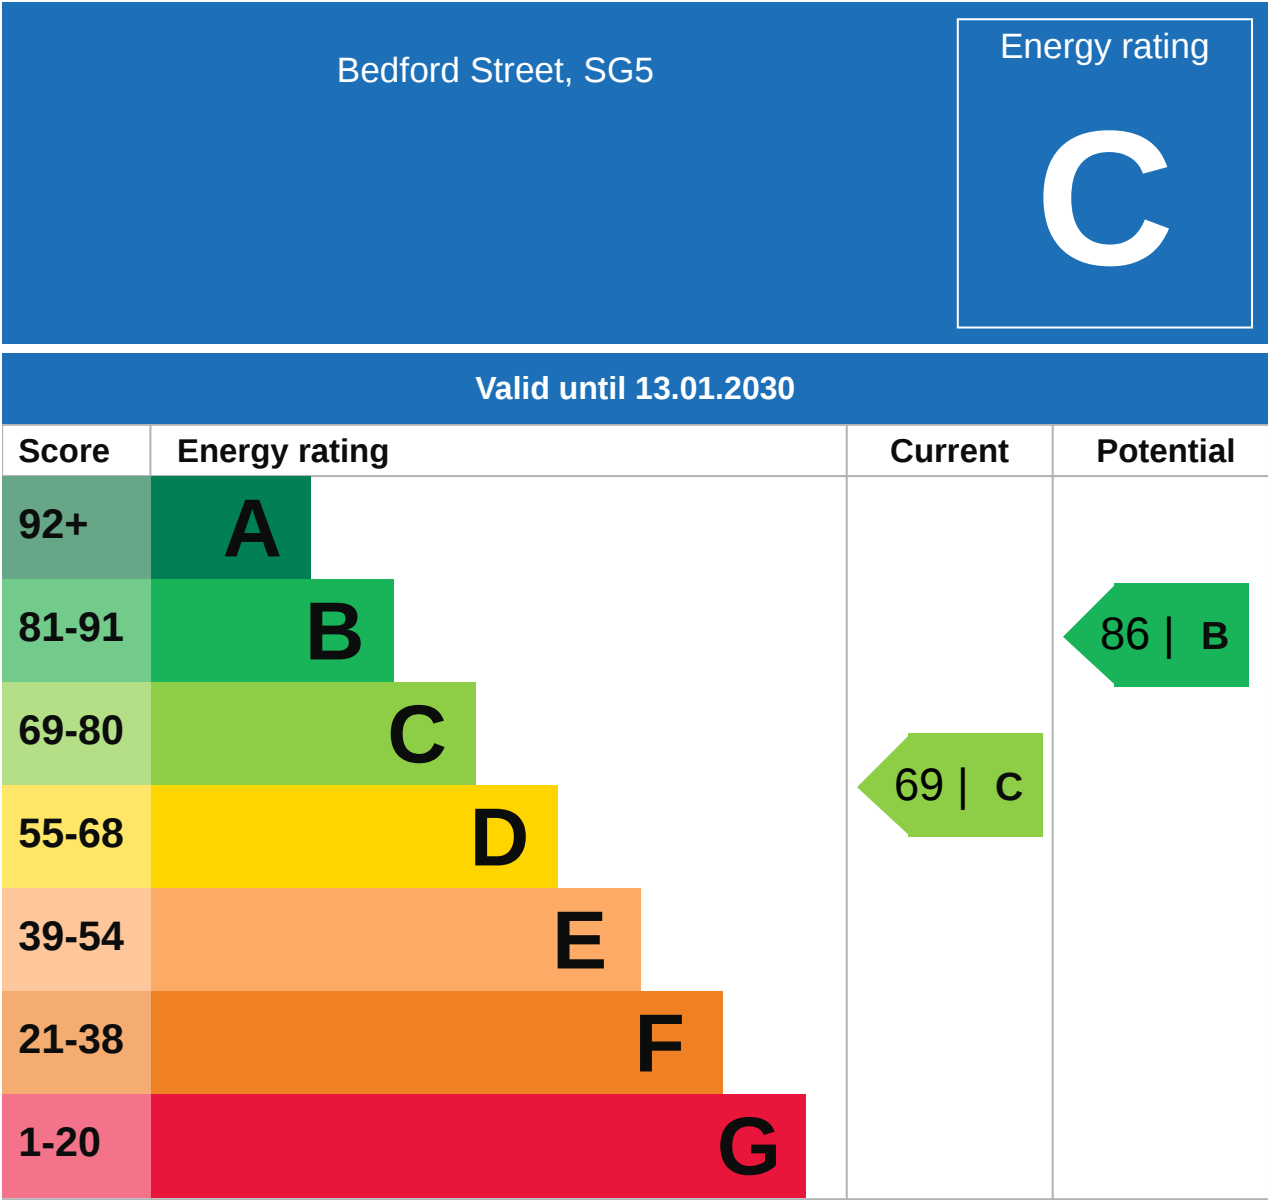 Bedford Street, SG5
Energy rating
C
Valid until 13.01.2030
Score Energy rating Current Potential
92+ A
81-91 B 86 | B
69-80 C
69 | C
55-68 D
39-54 E
21-38 F
1-20 G